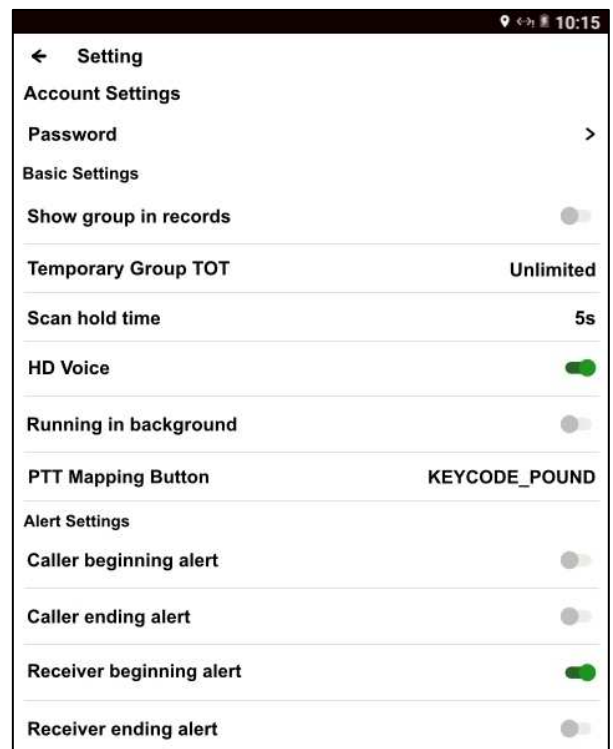 10:15
Setting
Account Settings
Password
Basic Settings
Show group in records
Temporary Group TOT Unlimited
Scan hold time 5s
HD Voice
Running in background
PTT Mapping Button KEYCODE_POUND
Alert Settings
Caller beginning alert
Caller ending alert
Receiver beginning alert
Receiver ending alert